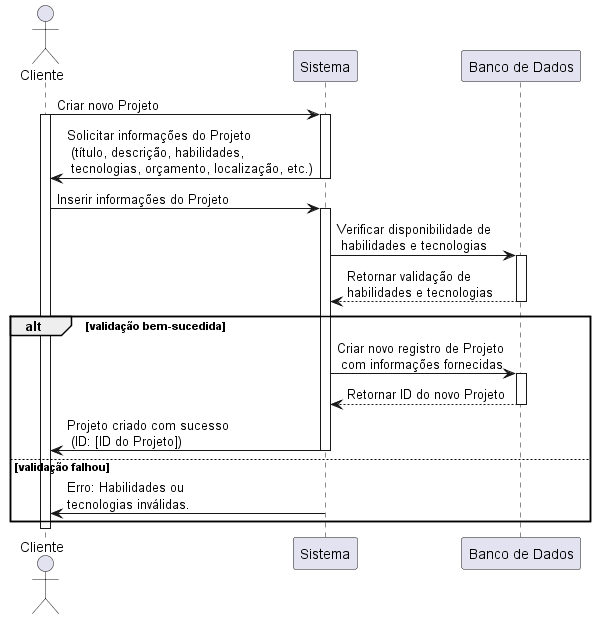 Cliente
Sistema
Banco de Dados
Criar novo Projeto
Solicitar informações do Projeto
(título, descrição, habilidades,
tecnologias, orçamento, localização, etc.)
Inserir informações do Projeto
Verificar disponibilidade de
habilidades e tecnologias
Retornar validação de
habilidades e tecnologias
alt [validação bem-sucedida]
Criar novo registro de Projeto
com informações fornecidas
Retornar ID do novo Projeto
Projeto criado com sucesso
(ID: [ID do Projeto])
[validação falhou]
Erro: Habilidades ou
tecnologias inválidas.
Cliente
Sistema
Banco de Dados